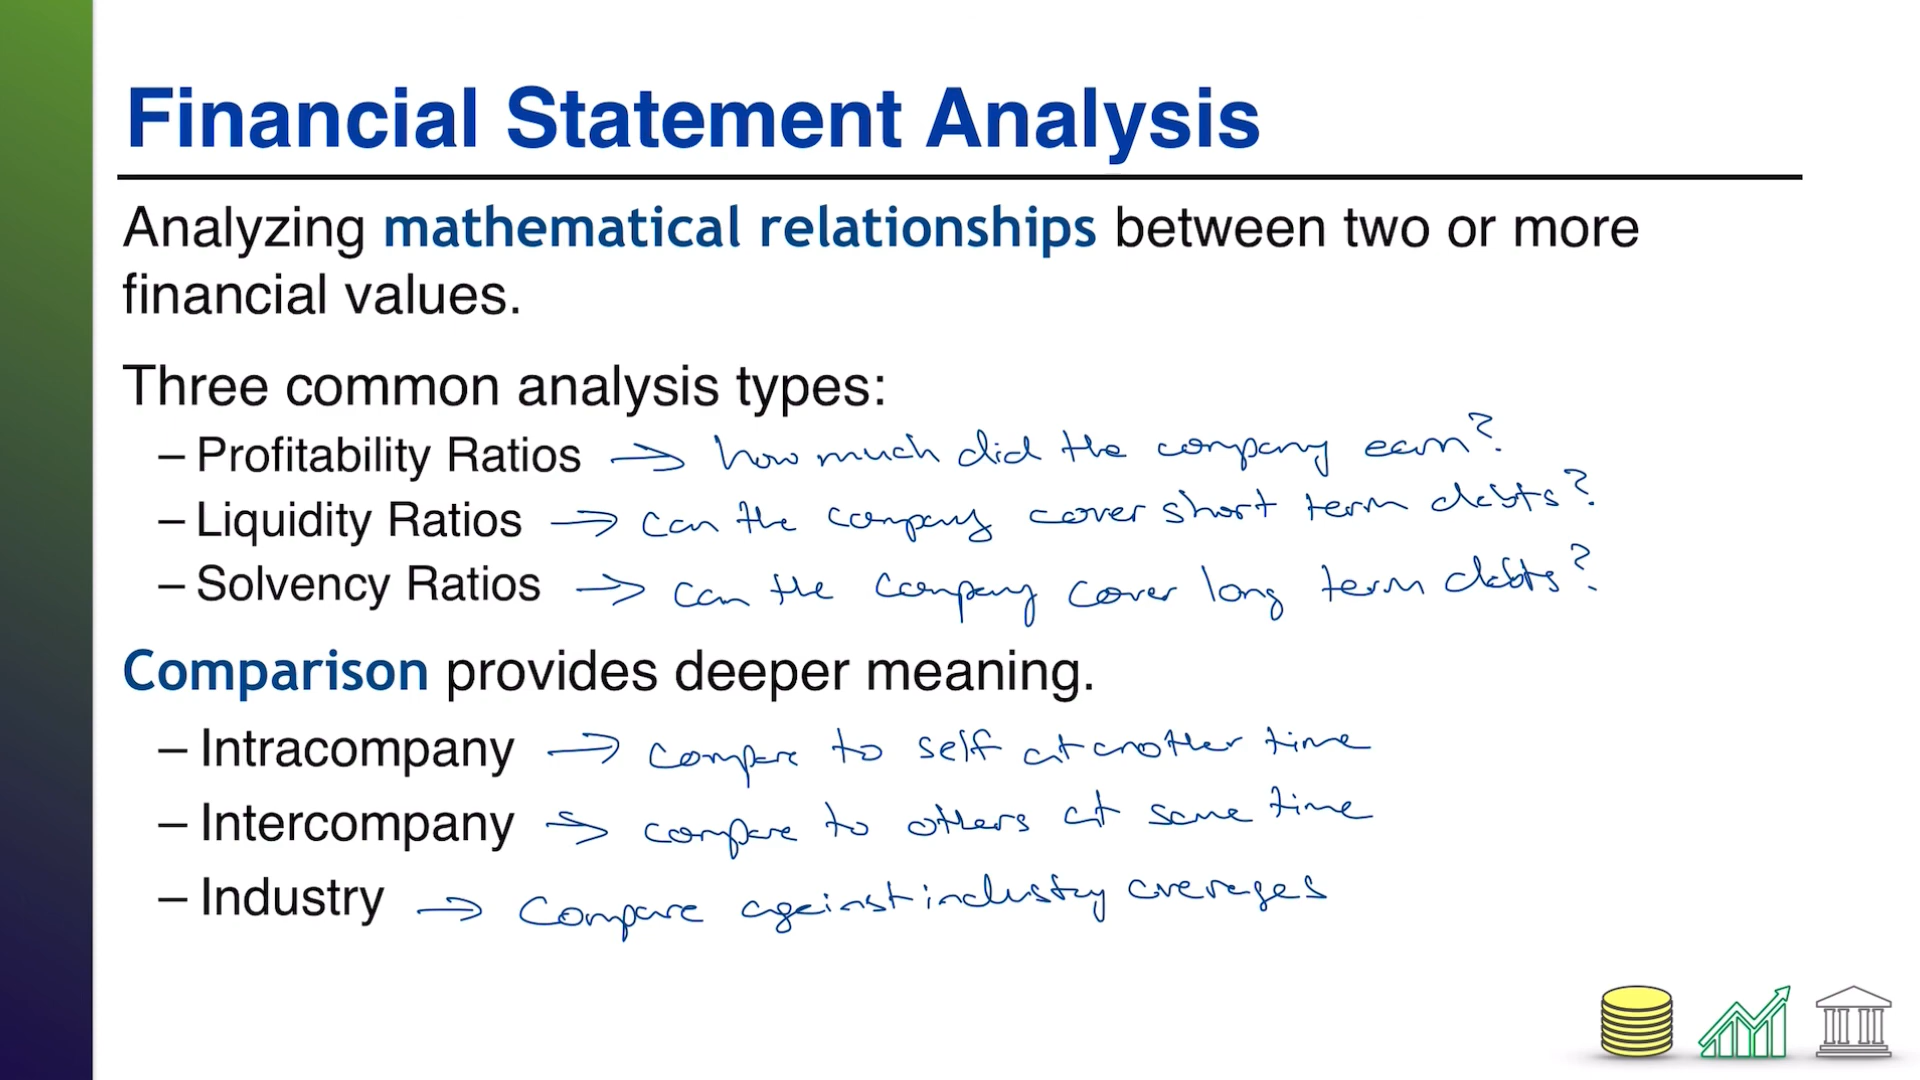 Financial Statement Analysis
Analyzing mathematical relationships between two or more
financial values.
Three common analysis types:
– Profitability Ratios → how much did the company earn?
– Liquidity Ratios → can the company cover short term debts?
– Solvency Ratios → can the company cover long term debts?
Comparison provides deeper meaning.
– Intracompany → compare to self at another time
– Intercompany → compare to others at same time
– Industry → Compare against industry averages